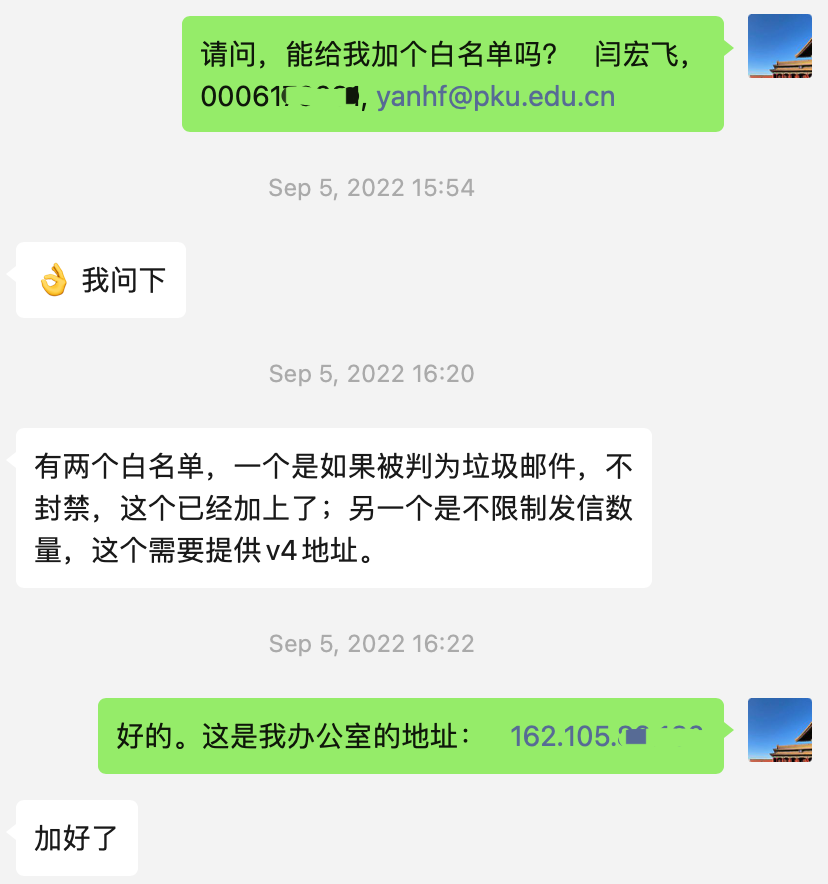 请问，能给我加个白名单吗？ 闫宏飞，
00061 , yanhf@pku.edu.cn
Sep 5, 2022 15:54
👌 我问下
Sep 5, 2022 16:20
有两个白名单，一个是如果被判为垃圾邮件，不
封禁，这个已经加上了；另一个是不限制发信数
量，这个需要提供v4地址。
Sep 5, 2022 16:22
好的。这是我办公室的地址： 162.105.
加好了